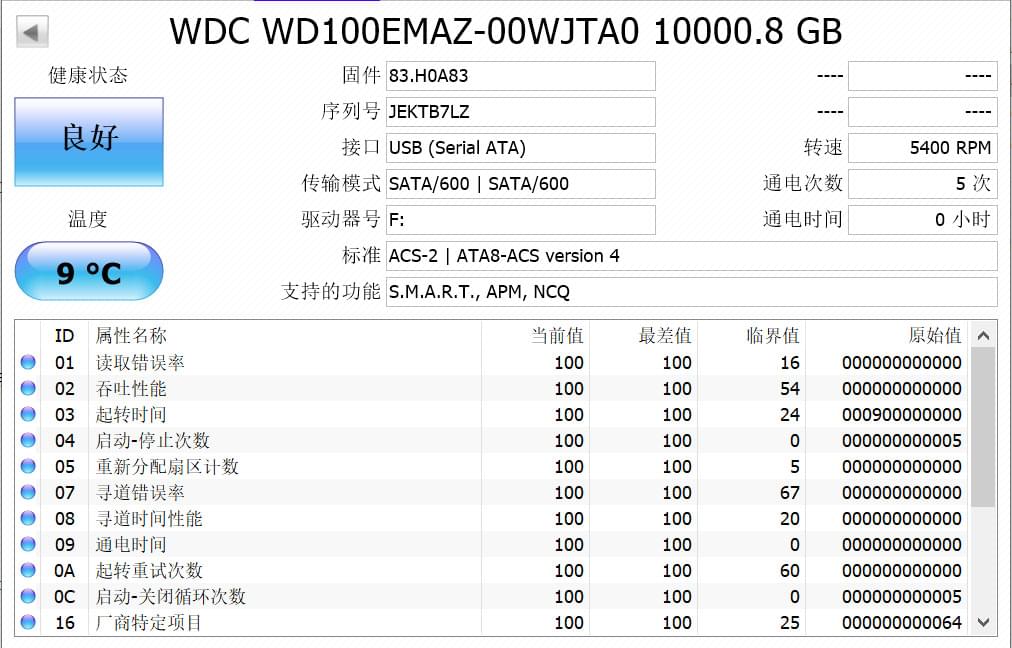 WDC WD100EMAZ-00WJTA0 10000.8 GB
健康状态
良好
温度
9 °C
固件 83.H0A83 ---- ----
序列号 JEKTB7LZ ---- ----
接口 USB (Serial ATA) 转速 5400 RPM
传输模式 SATA/600 | SATA/600 通电次数 5 次
驱动器号 F: 通电时间 0 小时
标准 ACS-2 | ATA8-ACS version 4
支持的功能 S.M.A.R.T., APM, NCQ
ID 属性名称 当前值 最差值 临界值 原始值
01 读取错误率 100 100 16 000000000000
02 吞吐性能 100 100 54 000000000000
03 起转时间 100 100 24 000900000000
04 启动-停止次数 100 100 0 000000000005
05 重新分配扇区计数 100 100 5 000000000000
07 寻道错误率 100 100 67 000000000000
08 寻道时间性能 100 100 20 000000000000
09 通电时间 100 100 0 000000000000
0A 起转重试次数 100 100 60 000000000000
0C 启动-关闭循环次数 100 100 0 000000000005
16 厂商特定项目 100 100 25 000000000064